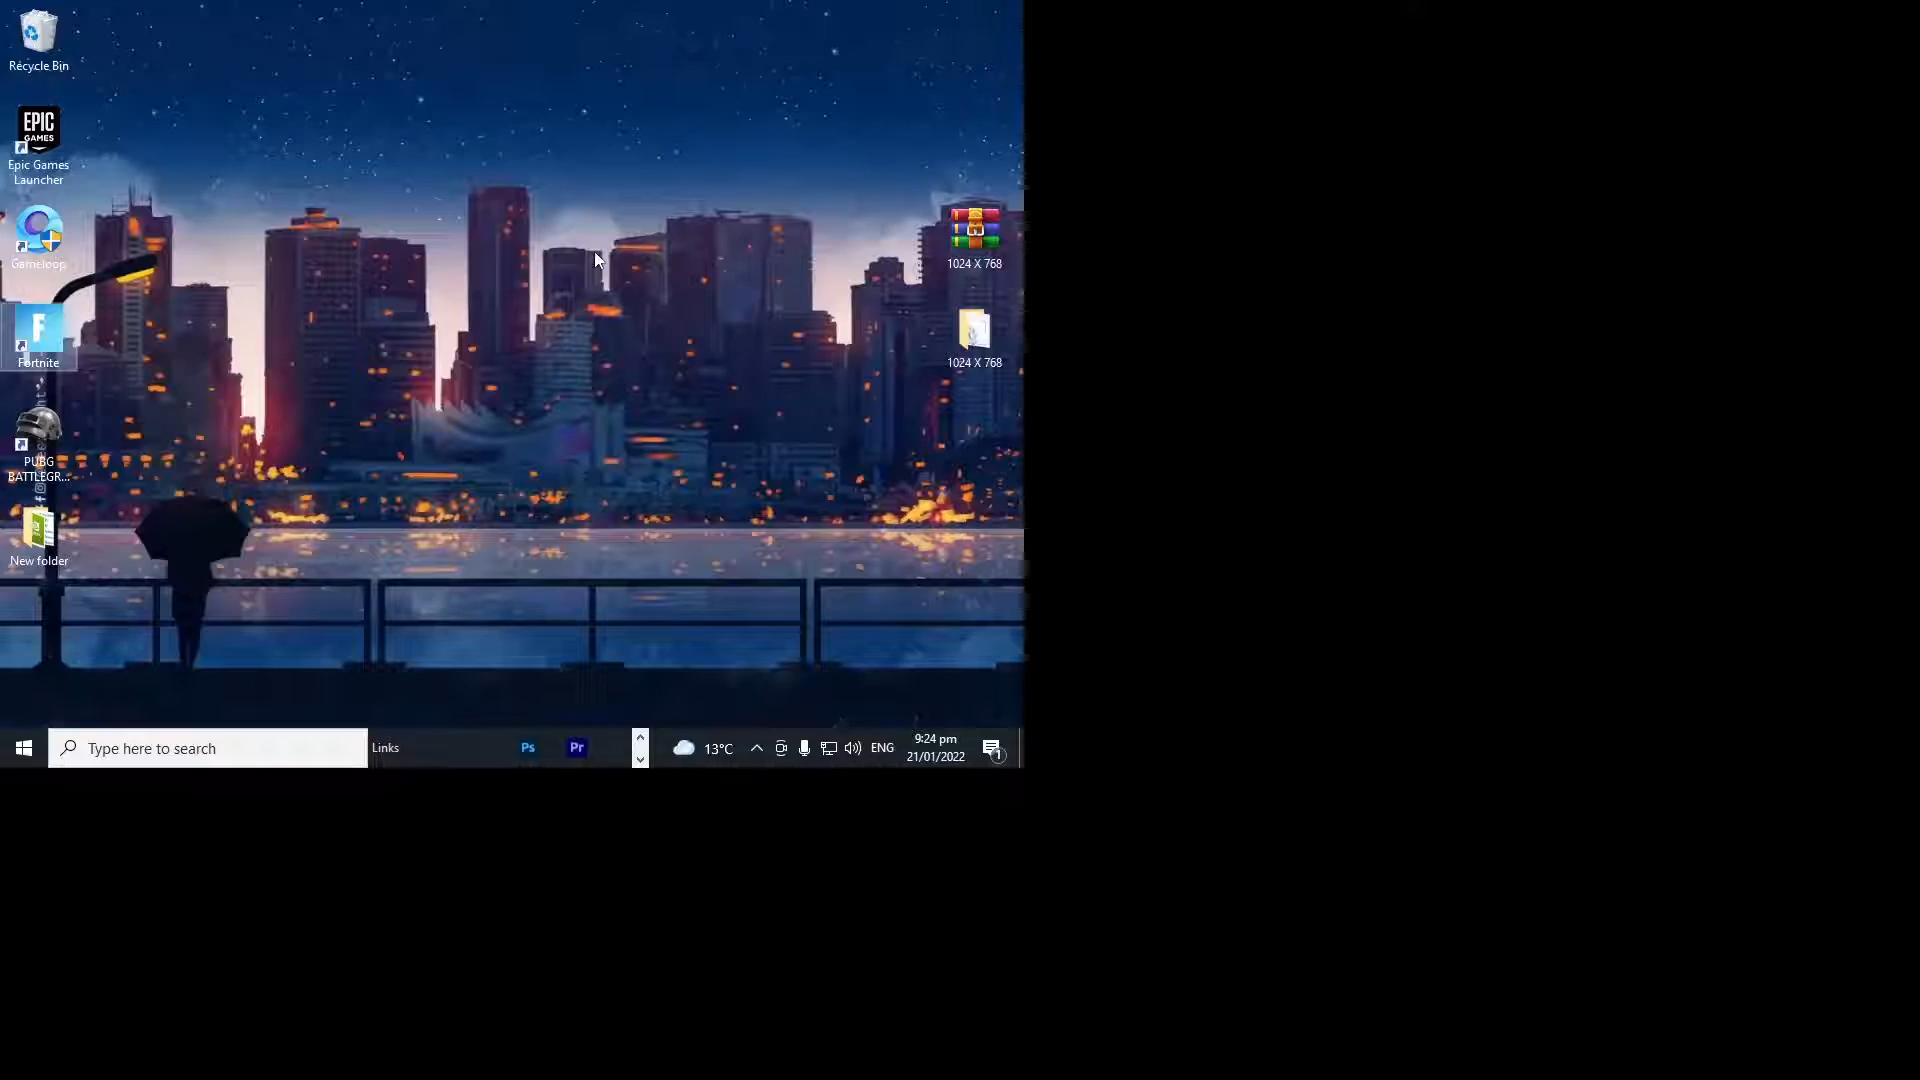 Recycle Bin
EPIC
GAMES
Epic Games
Launcher
Gameloop
F
Fortnite
PUBG
BATTLEGR...
New folder
1024 X 768
1024 X 768
Type here to search
Links
Ps
Pr
13°C
ENG
9:24 pm
21/01/2022
1